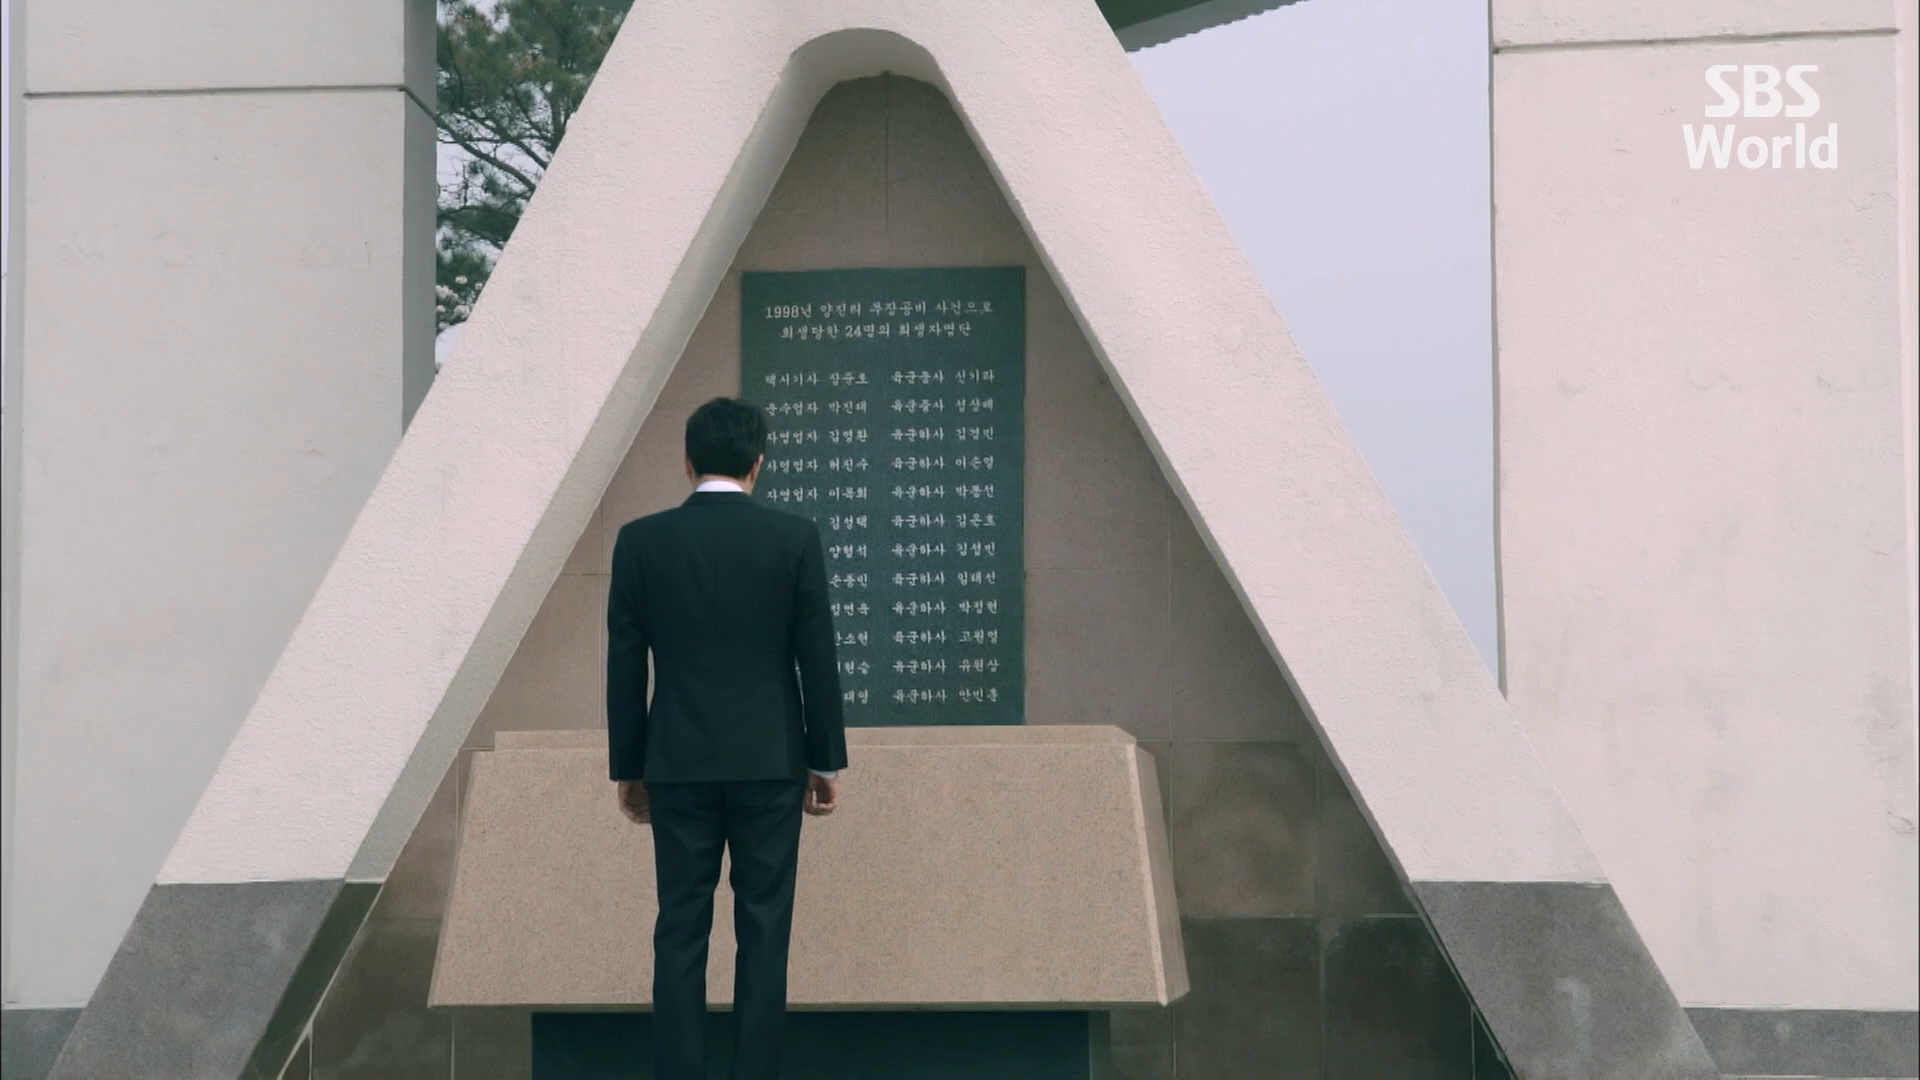 SBS
World
1998년 양진리 무장공비 사건으로
희생당한 24명의 희생자명단
택시기사 장준호 육군중사 신기라
운수업자 박진태 육군중사 섭상배
자영업자 김영환 육군하사 김경민
자영업자 허진수 육군하사 이순영
자영업자 이복희 육군하사 박종선
김성택 육군하사 김은호
양형석 육군하사 김성민
손종민 육군하사 임태선
육군하사 박정현
육군하사 고원영
육군하사 유원상
육군하사 안민훈